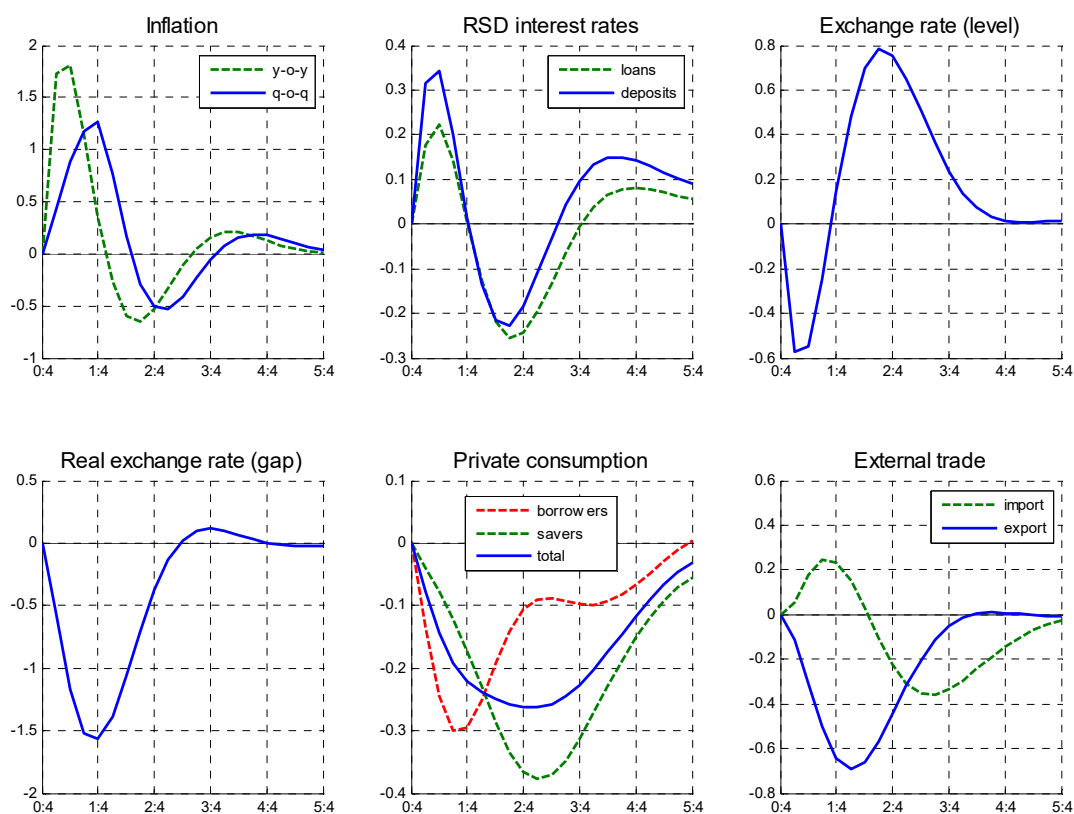 Inflation
2
1.5
1
0.5
0
-0.5
-1
y-o-y
q-o-q
0:4 1:4 2:4 3:4 4:4 5:4
RSD interest rates
0.4
0.3
0.2
0.1
0
-0.1
-0.2
-0.3
loans
deposits
0:4 1:4 2:4 3:4 4:4 5:4
Exchange rate (level)
0.8
0.6
0.4
0.2
0
-0.2
-0.4
-0.6
0:4 1:4 2:4 3:4 4:4 5:4
Real exchange rate (gap)
0.5
0
-0.5
-1
-1.5
-2
0:4 1:4 2:4 3:4 4:4 5:4
Private consumption
0.1
0
-0.1
-0.2
-0.3
-0.4
borrowers
savers
total
0:4 1:4 2:4 3:4 4:4 5:4
External trade
0.6
0.4
0.2
0
-0.2
-0.4
-0.6
-0.8
import
export
0:4 1:4 2:4 3:4 4:4 5:4